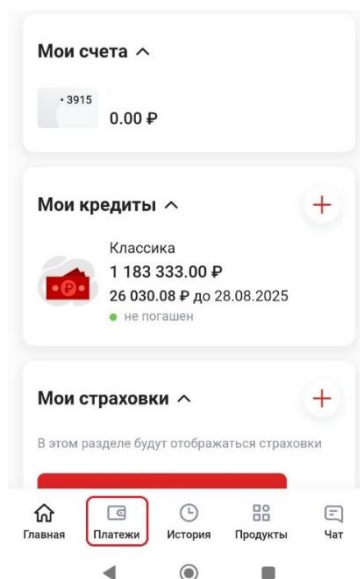 Мои счета
• 3915
0.00 ₽
Мои кредиты
Классика
1 183 333.00 ₽
26 030.08 ₽ до 28.08.2025
не погашен
Мои страховки
В этом разделе будут отображаться страховки
Главная Платежи История Продукты Чат